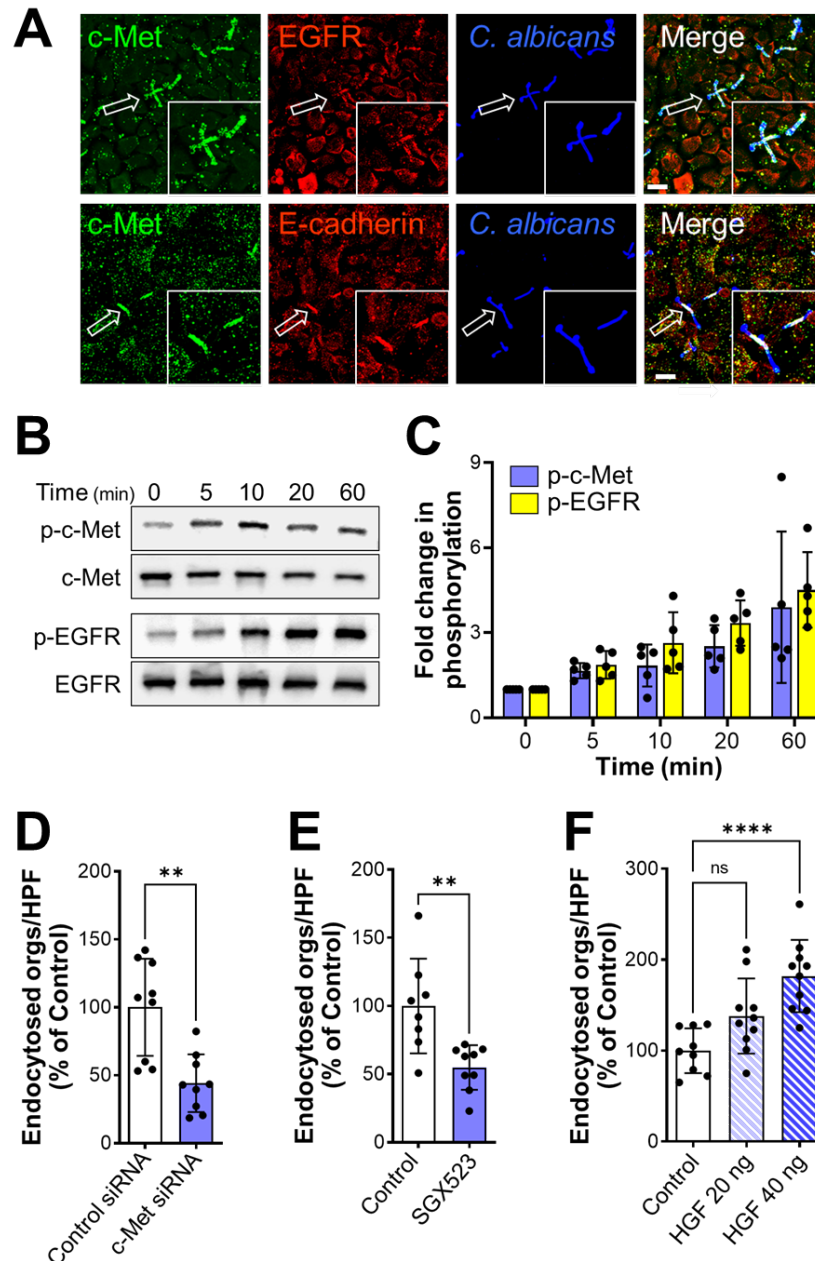 A
c-Met EGFR C. albicans Merge
c-Met E-cadherin C. albicans Merge
B
Time (min) 0 5 10 20 60
p-c-Met
c-Met
p-EGFR
EGFR
C
Fold change in
phosphorylation
9
6
3
0
p-c-Met
p-EGFR
0 5 10 20 60
Time (min)
D
Endocytosed orgs/HPF
(% of Control)
200
150
100
50
0
**
Control siRNA
c-Met siRNA
E
Endocytosed orgs/HPF
(% of Control)
200
150
100
50
0
**
Control
SGX523
F
Endocytosed orgs/HPF
(% of Control)
300
200
100
0
****
ns
Control
HGF 20 ng
HGF 40 ng